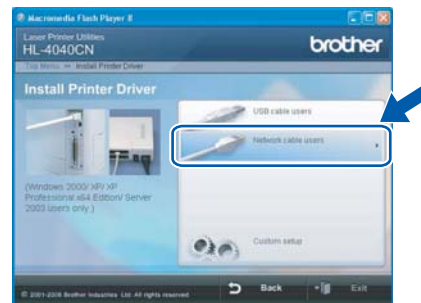 Macromedia Flash Player 8
Laser Printer Utilities
HL-4040CN
brother
Top Menu Install Printer Driver
Install Printer Driver
USB cable users
Network cable users
(Windows 2000/ XP/ XP
Professional x64 Edition/ Server
2003 users only )
Custom setup
© 2001-2006 Brother Industries Ltd. All rights reserved
Back
Exit